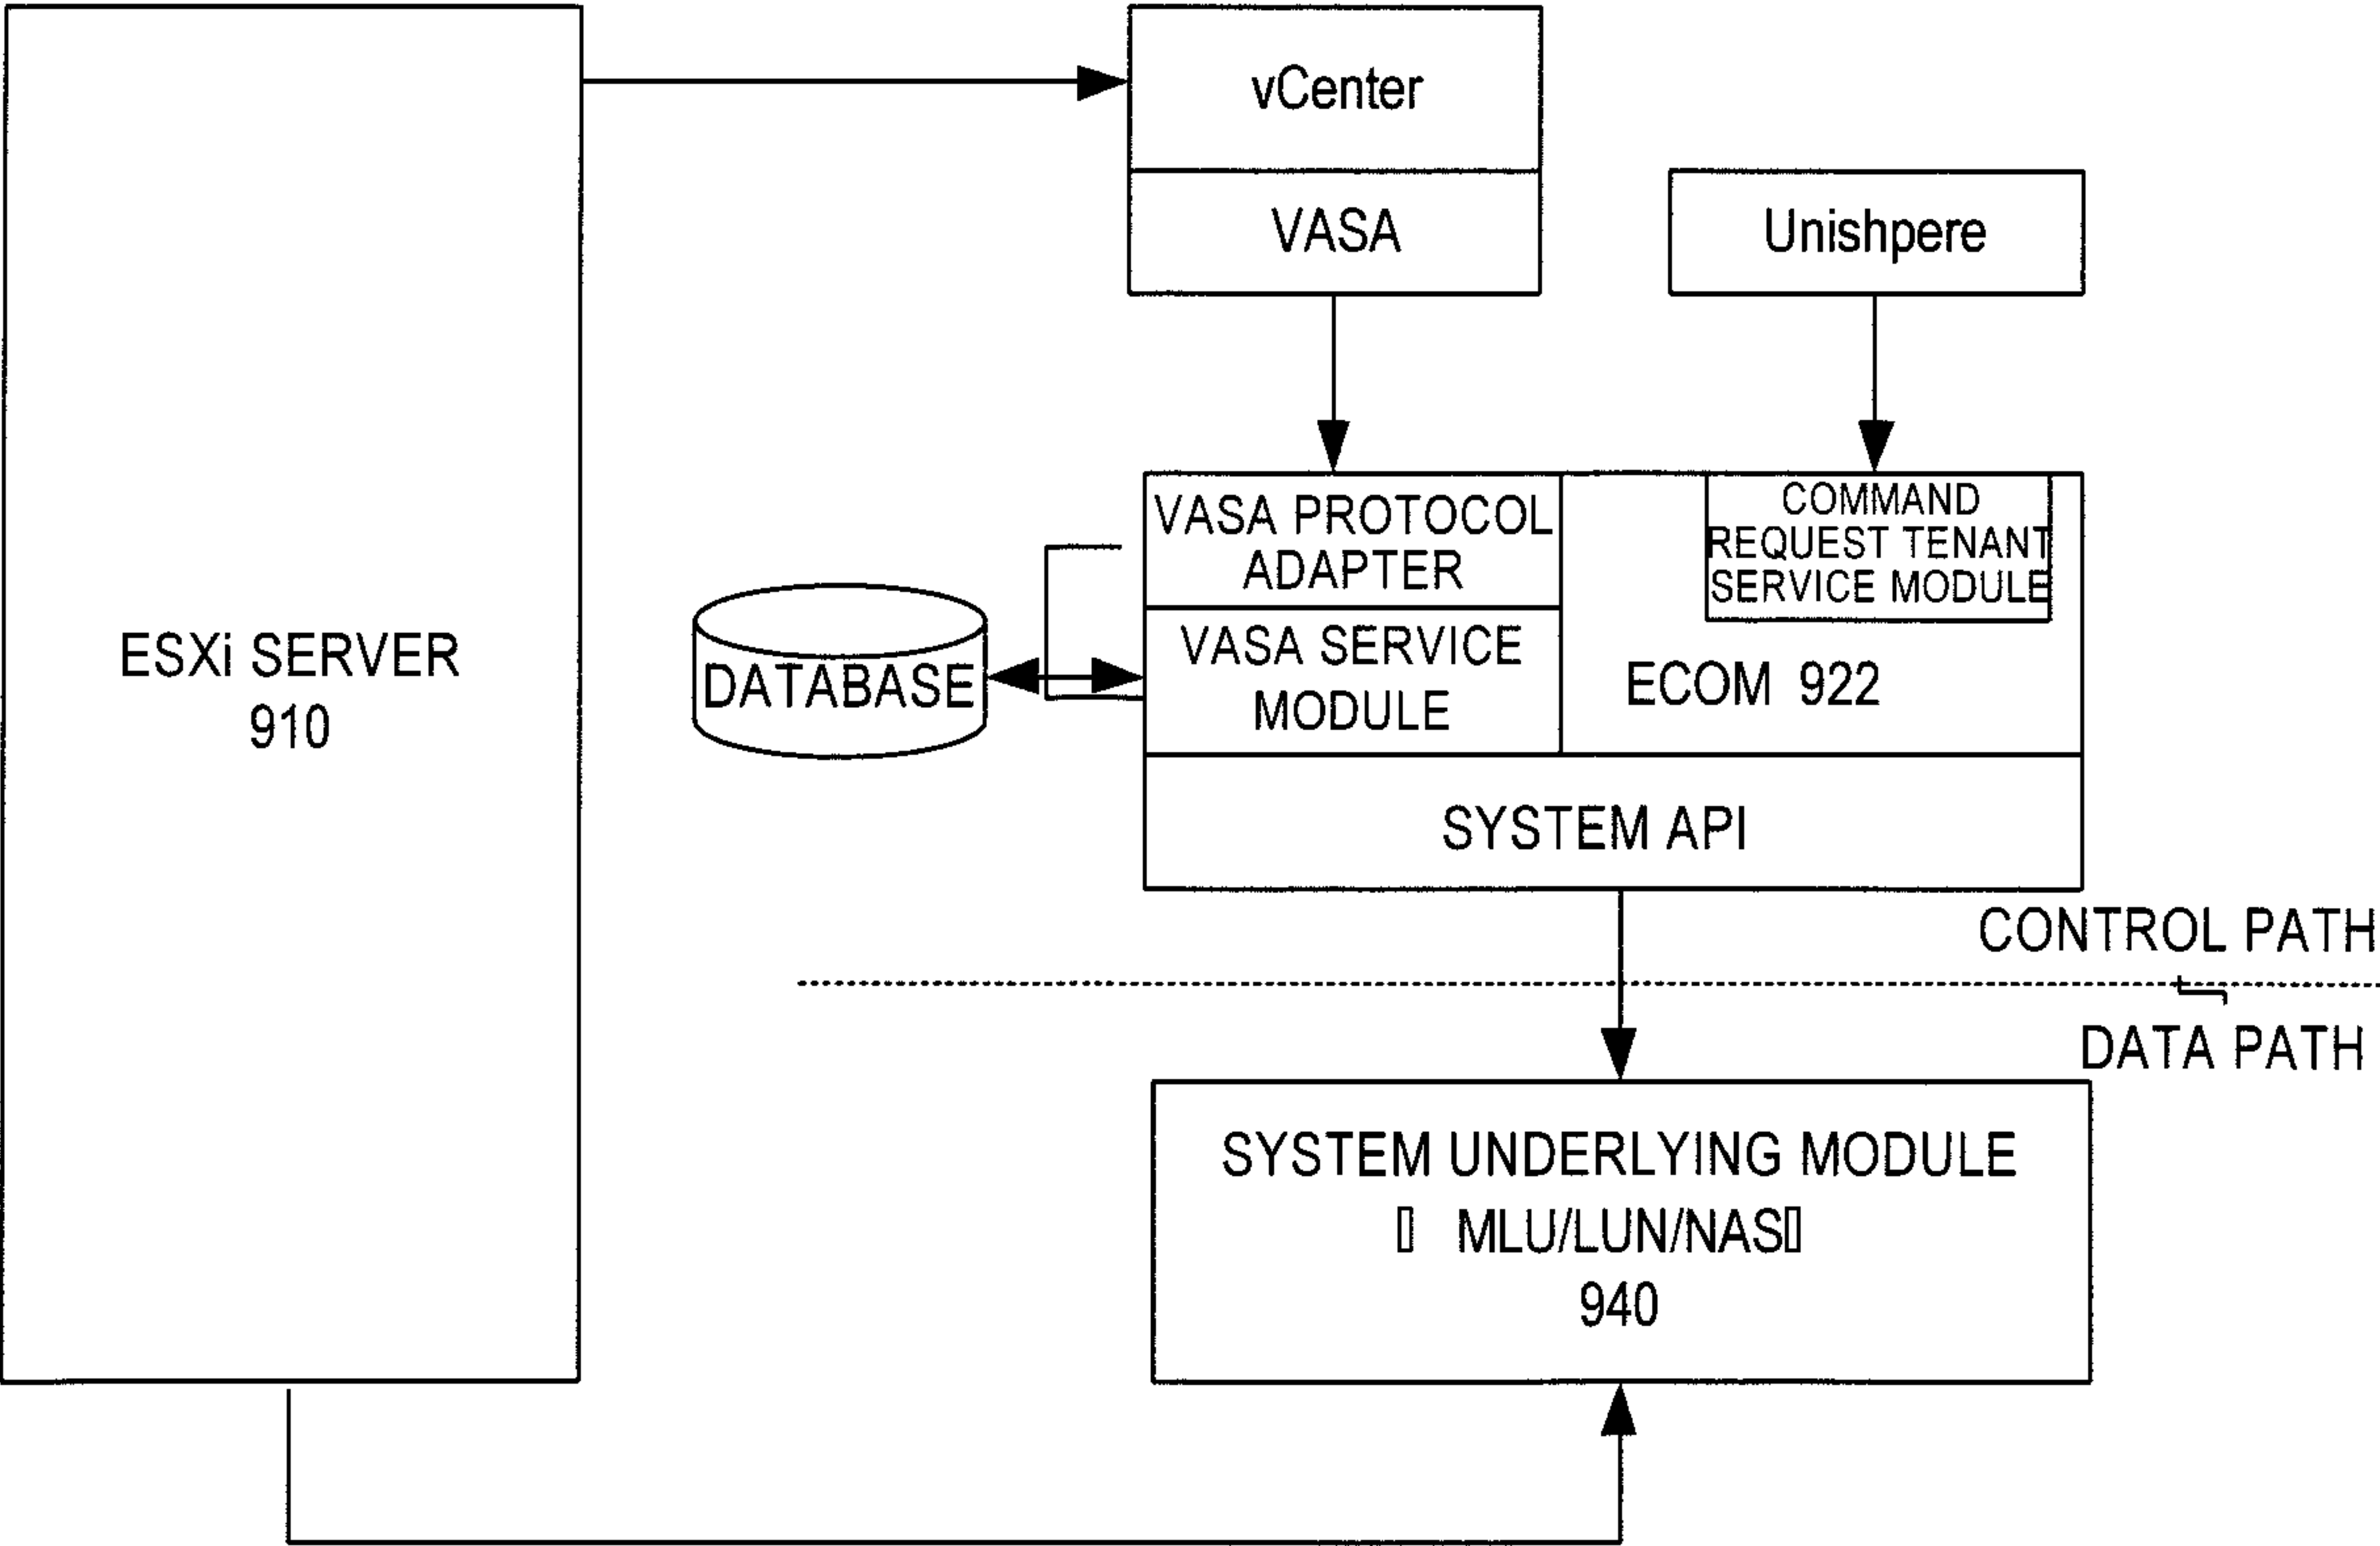 vCenter
VASA
Unishpere
VASA PROTOCOL
ADAPTER
COMMAND
REQUEST TENANT
SERVICE MODULE
ESXi SERVER
910
DATABASE
VASA SERVICE
MODULE
ECOM 922
SYSTEM API
CONTROL PATH
DATA PATH
SYSTEM UNDERLYING MODULE
▯ MLU/LUN/NAS▯
940